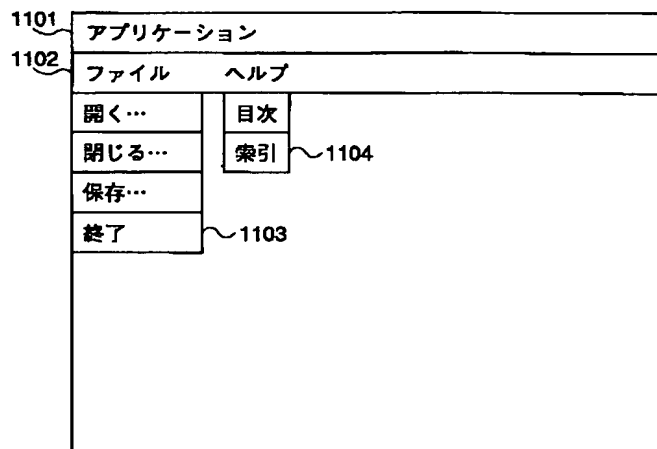 1101
アプリケーション
1102
ファイル ヘルプ
開く… 目次
閉じる… 索引 1104
保存…
終了 1103